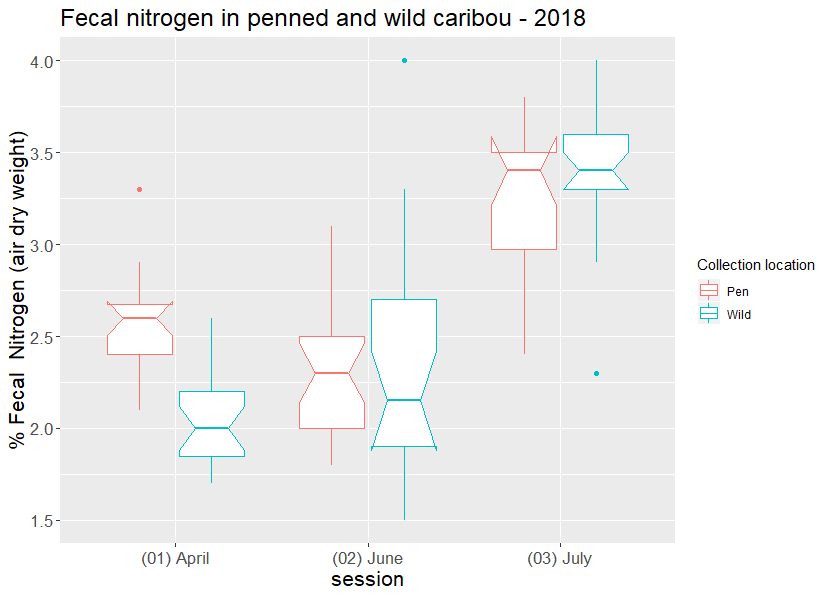 Fecal nitrogen in penned and wild caribou - 2018
% Fecal  Nitrogen (air dry weight)
4.0
3.5
3.0
2.5
2.0
1.5
(01) April
(02) June
(03) July
session
Collection location
Pen
Wild